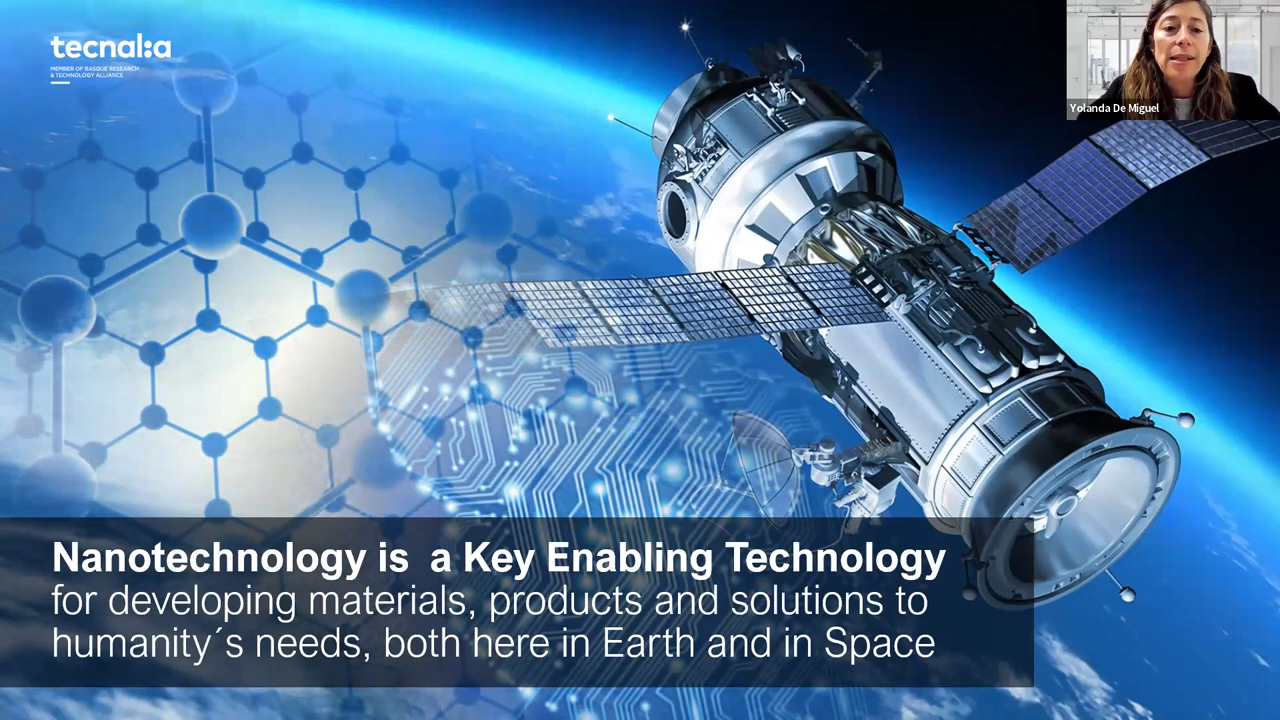 tecnal:a
MEMBER OF BASQUE RESEARCH
& TECHNOLOGY ALLIANCE
Yolanda De Miguel
Nanotechnology is  a Key Enabling Technology
for developing materials, products and solutions to
humanity´s needs, both here in Earth and in Space